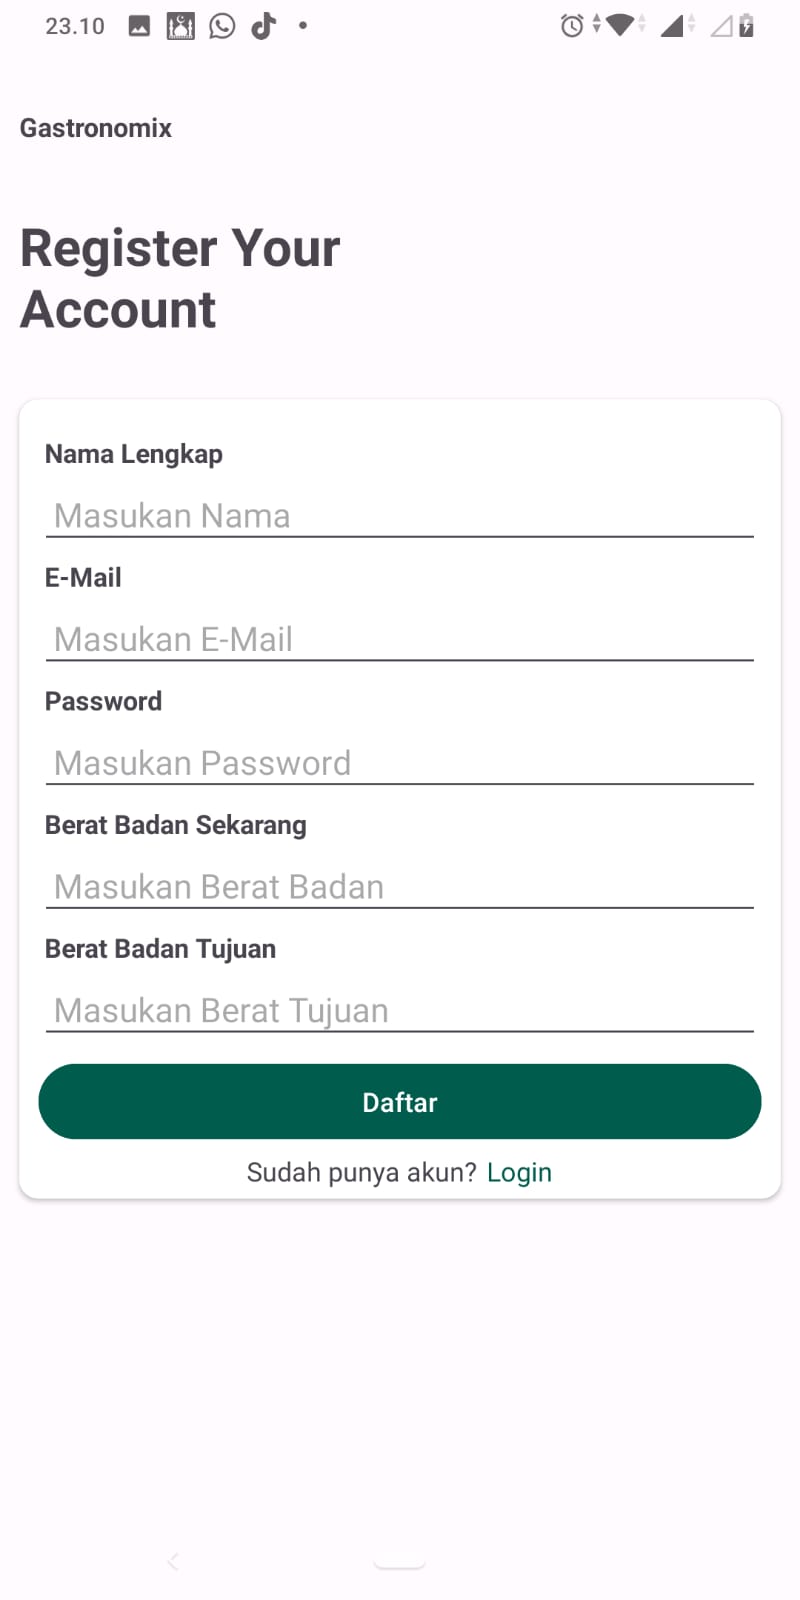 23.10
Gastronomix
Register Your
Account
Nama Lengkap
Masukan Nama
E-Mail
Masukan E-Mail
Password
Masukan Password
Berat Badan Sekarang
Masukan Berat Badan
Berat Badan Tujuan
Masukan Berat Tujuan
Daftar
Sudah punya akun? Login